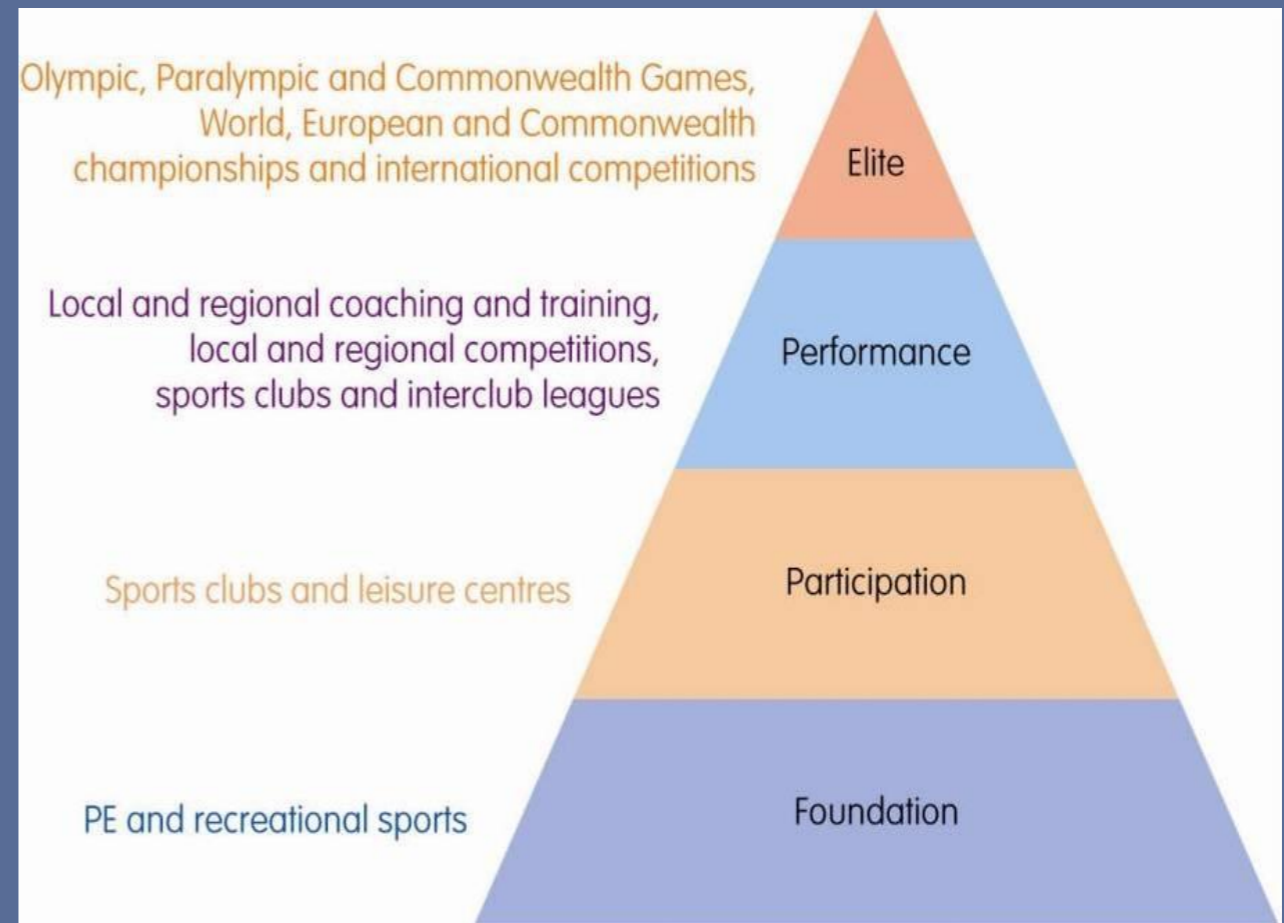 Olympic, Paralympic and Commonwealth Games,
World, European and Commonwealth
championships and international competitions
Elite
Local and regional coaching and training,
local and regional competitions,
sports clubs and interclub leagues
Performance
Sports clubs and leisure centres
Participation
PE and recreational sports
Foundation